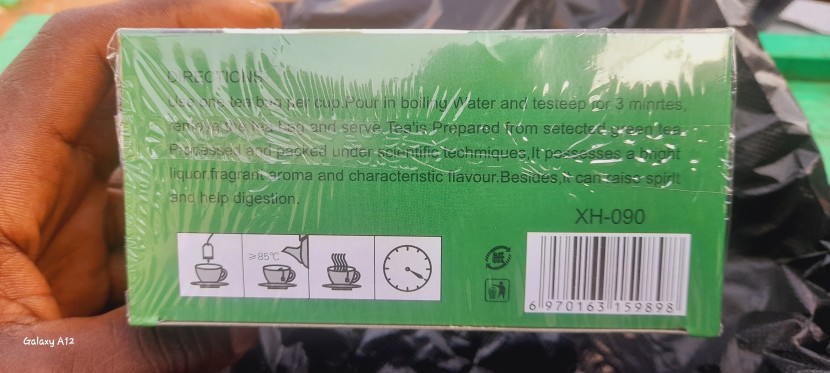 DIRECTIONS
Use one tea bag per cup.Pour in boiling Water and testeep for 3 minrtes,
remove the tea bag and serve.Tea'is Prepared from setected green tea.
Processed and packed under scientific techniques,It possesses a bright
liquor,fragrant aroma and characteristic flavour.Besides,it can raise spirit
and help digestion.
XH-090
≥85℃
6 970163 159898
Galaxy A12